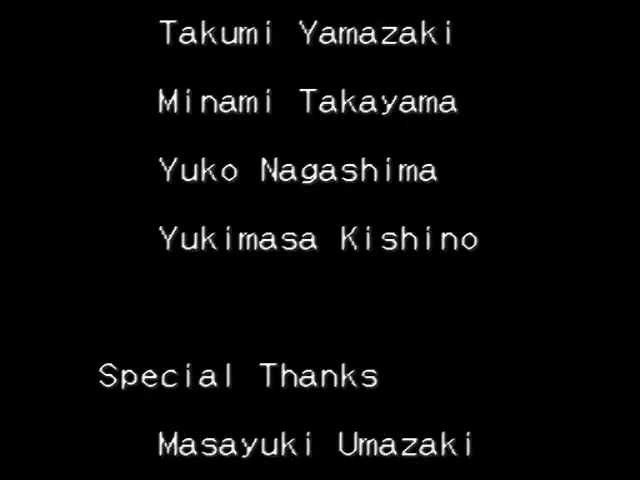 Takumi Yamazaki
Minami Takayama
Yuko Nagashima
Yukimasa Kishino
Special Thanks
Masayuki Umazaki